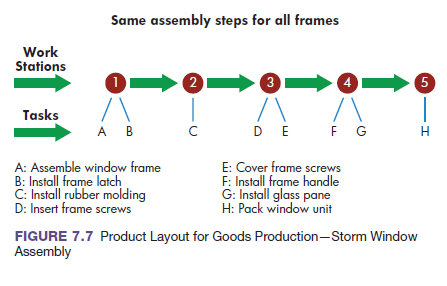 Same assembly steps for all frames
Work
Stations
1 2 3 4 5
Tasks
A B C D E F G H
A: Assemble window frame
B: Install frame latch
C: Install rubber molding
D: Insert frame screws
E: Cover frame screws
F: Install frame handle
G: Install glass pane
H: Pack window unit
FIGURE 7.7 Product Layout for Goods Production—Storm Window
Assembly